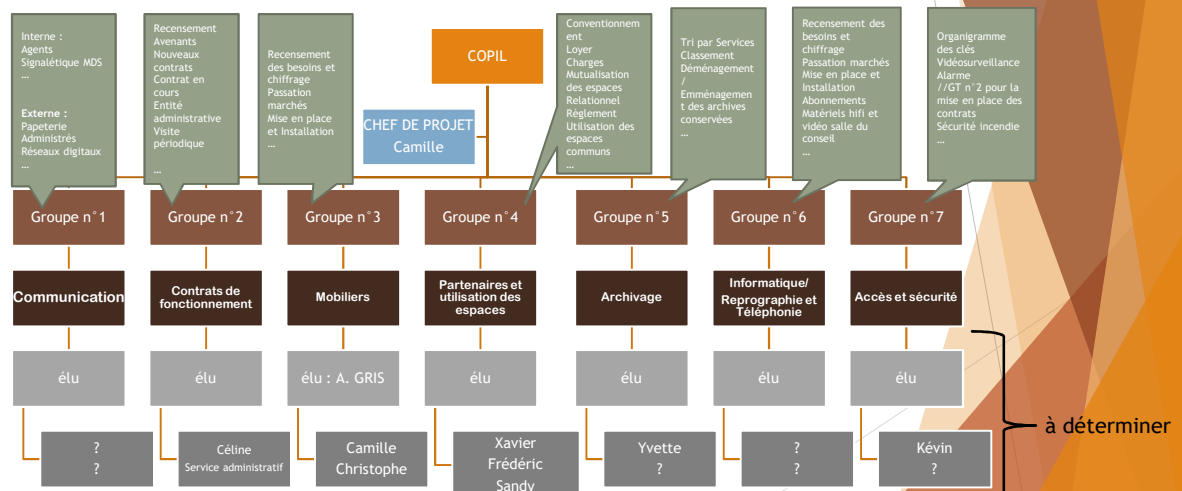 Interne :
Agents
Signalétique MDS
…
Externe :
Papeterie
Administrés
Réseaux digitaux
…
Recensement
Avenants
Nouveaux
contrats
Contrat en
cours
Entité
administrative
Visite
périodique
…
Recensement
des besoins et
chiffrage
Passation
marchés
Mise en place
et Installation
…
COPIL
CHEF DE PROJET
Camille
Conventionnem
ent
Loyer
Charges
Mutualisation
des espaces
Relationnel
Règlement
Utilisation des
espaces
communs
…
Tri par Services
Classement
Déménagement
/
Emménagemen
t des archives
conservées
…
Recensement des
besoins et
chiffrage
Passation marchés
Mise en place et
Installation
Abonnements
Matériels hifi et
vidéo salle du
conseil
…
Organigramme
des clés
Vidéosurveillance
Alarme
//GT n°2 pour la
mise en place des
contrats
Sécurité incendie
…
Groupe n°1
Groupe n°2
Groupe n°3
Groupe n°4
Groupe n°5
Groupe n°6
Groupe n°7
Communication
Contrats de
fonctionnement
Mobiliers
Partenaires et
utilisation des
espaces
Archivage
Informatique/
Reprographie et
Téléphonie
Accès et sécurité
élu
élu
élu : A. GRIS
élu
élu
élu
élu
?
?
Céline
Service administratif
Camille
Christophe
Xavier
Frédéric
Sandy
Yvette
?
?
?
Kévin
?
à déterminer